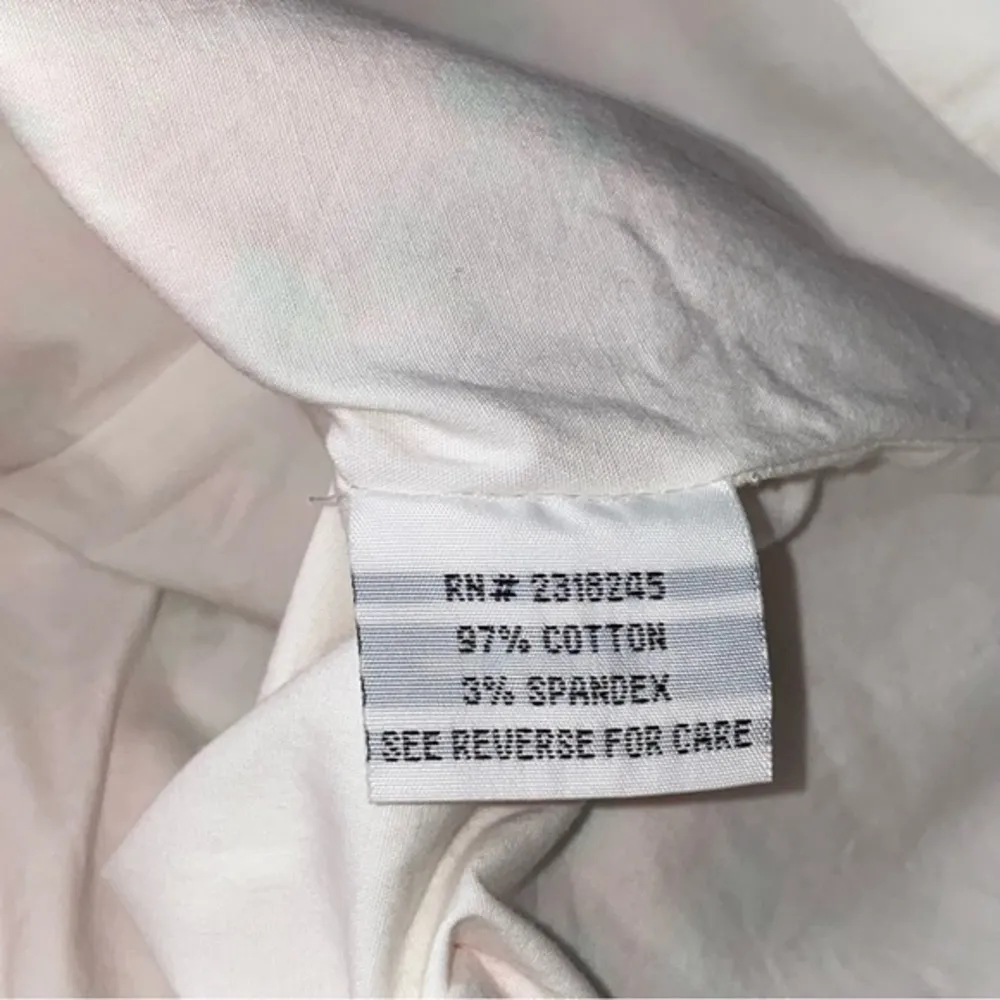 RN# 2318245
97% COTTON
3% SPANDEX
SEE REVERSE FOR CARE